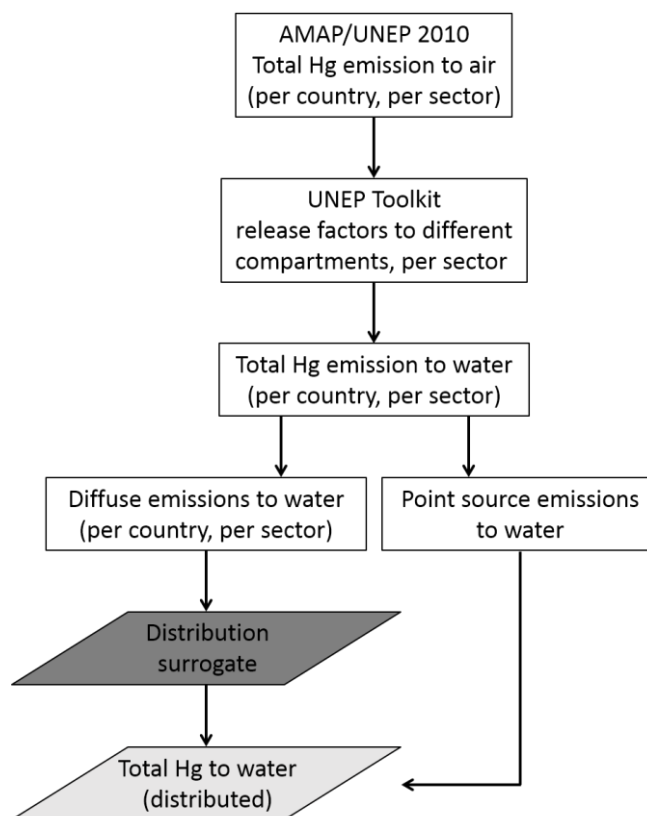 AMAP/UNEP 2010
Total Hg emission to air
(per country, per sector)
UNEP Toolkit
release factors to different
compartments, per sector
Total Hg emission to water
(per country, per sector)
Diffuse emissions to water
(per country, per sector)
Point source emissions
to water
Distribution
surrogate
Total Hg to water
(distributed)